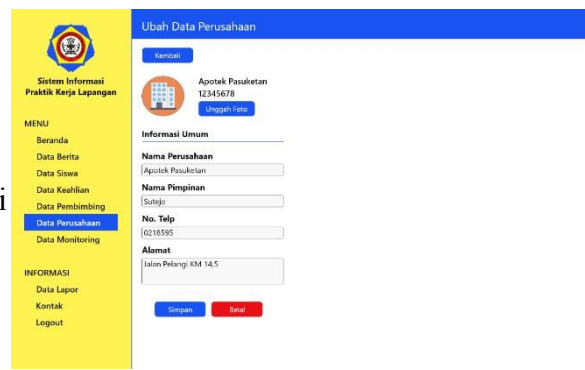 Ubah Data Perusahaan
Sistem Informasi
Praktik Kerja Lapangan
MENU
Beranda
Data Berita
Data Siswa
Data Keahlian
Data Pembimbing
Data Perusahaan
Data Monitoring
INFORMASI
Data Lapor
Kontak
Logout
i
Kembali
Apotek Pasuketan
12345678
Unggah Foto
Informasi Umum
Nama Perusahaan
Apotek Pasuketan
Nama Pimpinan
Sutejo
No. Telp
0218595
Alamat
Jalan Pelangi KM 14,5
Simpan
Batal